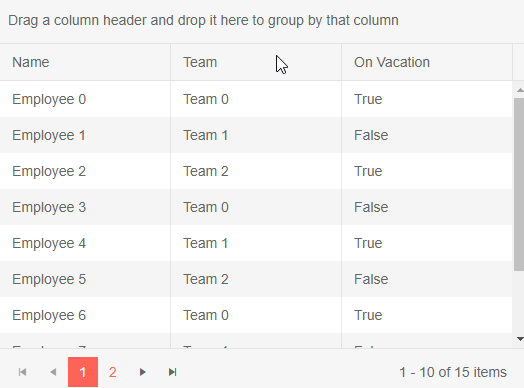 Drag a column header and drop it here to group by that column
Name Team On Vacation
Employee 0 Team 0 True
Employee 1 Team 1 False
Employee 2 Team 2 True
Employee 3 Team 0 False
Employee 4 Team 1 True
Employee 5 Team 2 False
Employee 6 Team 0 True
1 2 1 - 10 of 15 items